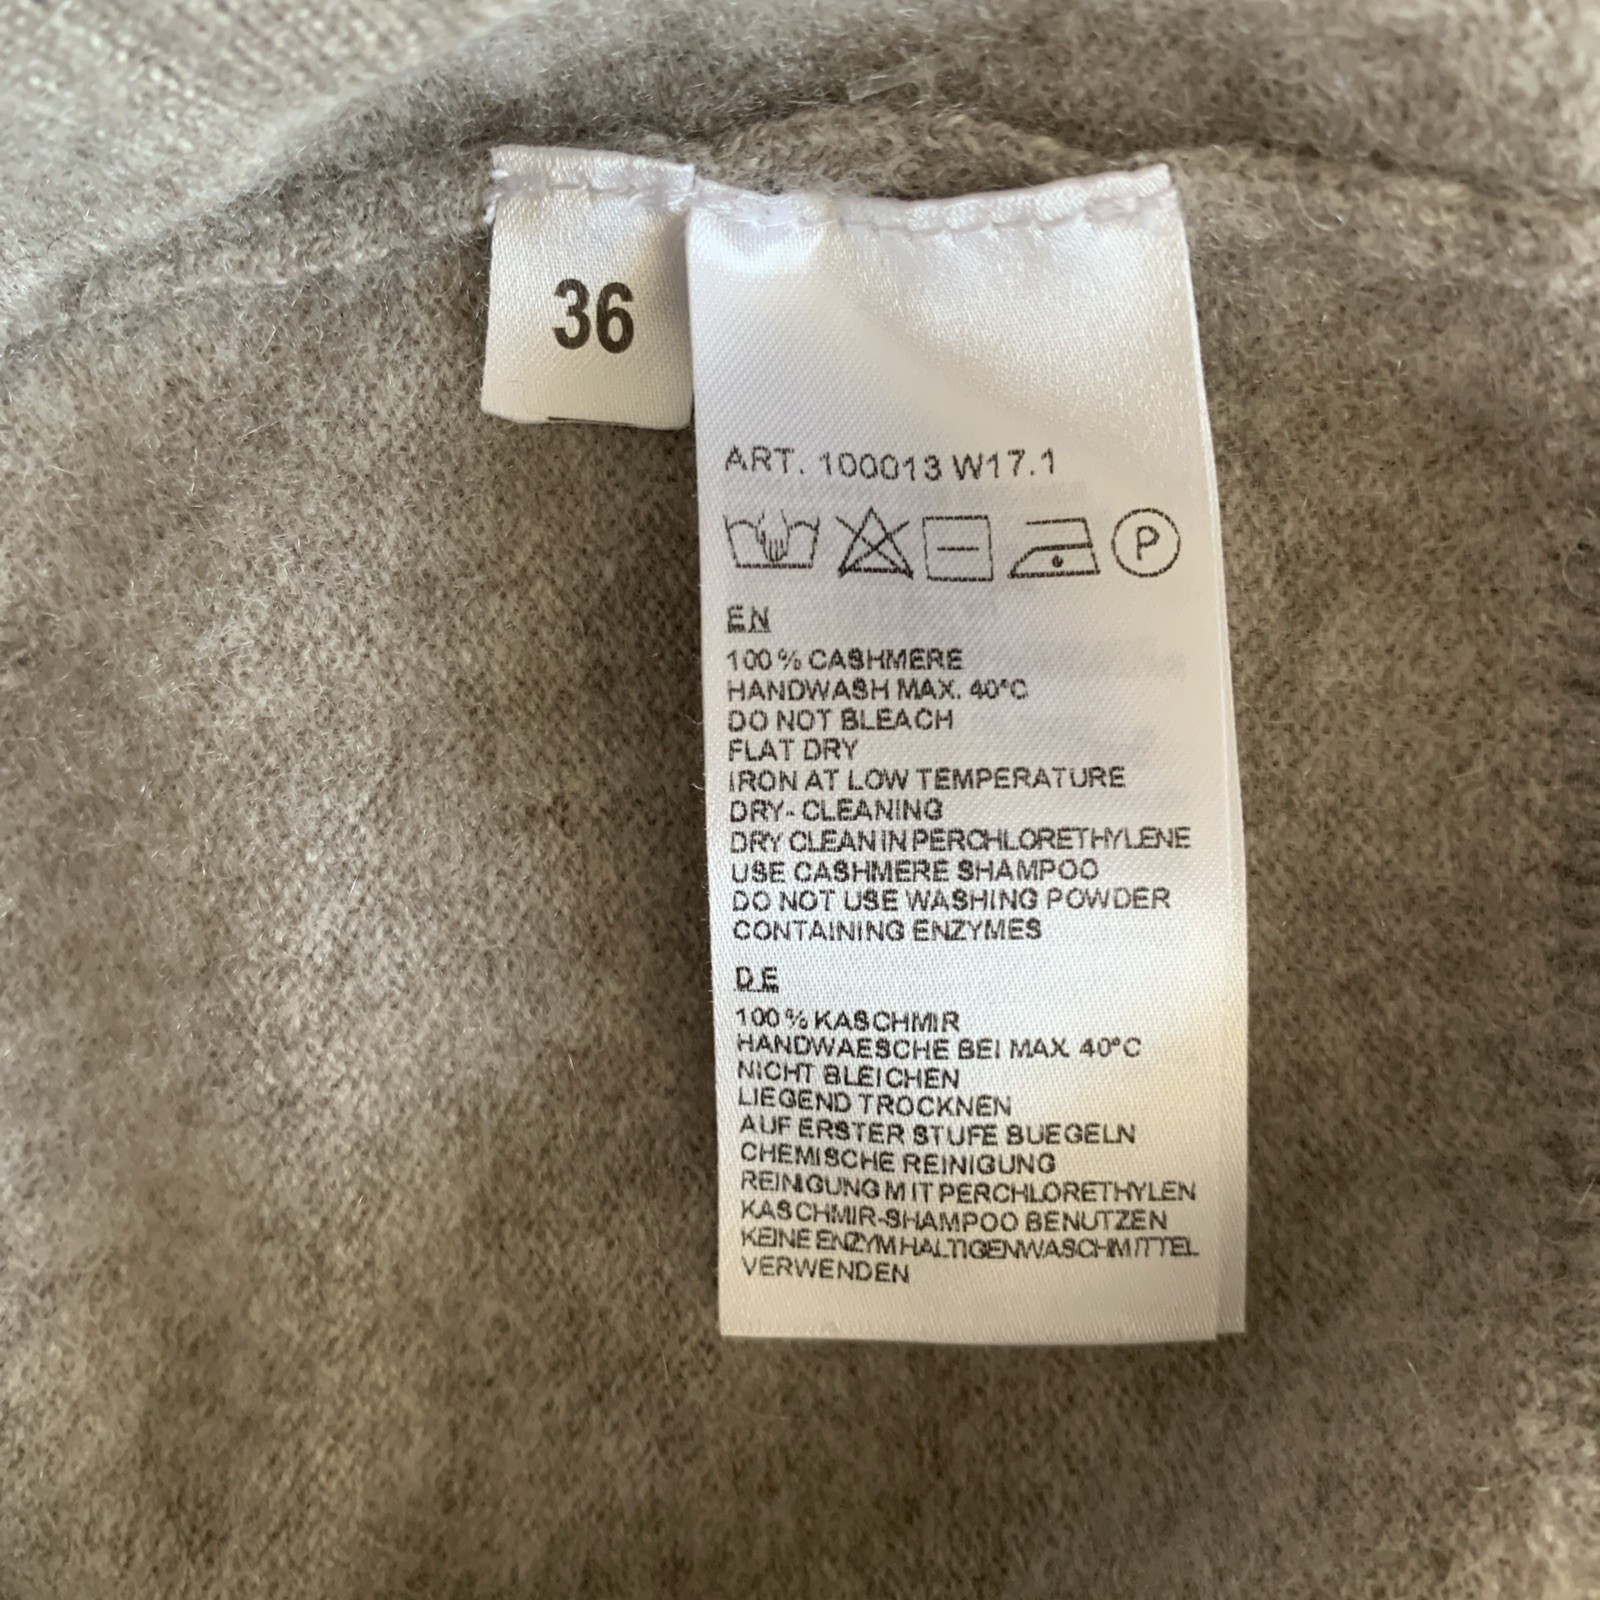 36
ART. 100013 W17.1
P
EN
100 % CASHMERE
HANDWASH MAX. 40°C
DO NOT BLEACH
FLAT DRY
IRON AT LOW TEMPERATURE
DRY- CLEANING
DRY CLEAN IN PERCHLORETHYLENE
USE CASHMERE SHAMPOO
DO NOT USE WASHING POWDER
CONTAINING ENZYMES
DE
100 % KASCHMIR
HANDWAESCHE BEI MAX. 40°C
NICHT BLEICHEN
LIEGEND TROCKNEN
AUF ERSTER STUFE BUEGELN
CHEMISCHE REINIGUNG
REINIGUNG MIT PERCHLORETHYLEN
KASCHMIR-SHAMPOO BENUTZEN
KEINE ENZYMHALTIGEN WASCHMITTEL
VERWENDEN